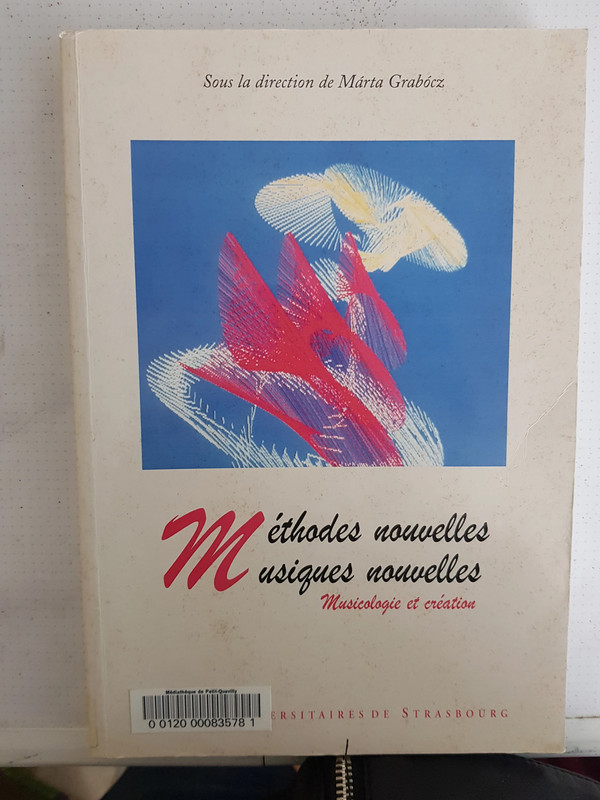 Sous la direction de Márta Grabócz
Méthodes nouvelles
Musiques nouvelles
Musicologie et création
Médiathèque de Petit-Quevilly
0 0120 00083578 1
ERSITAIRES DE STRASBOURG